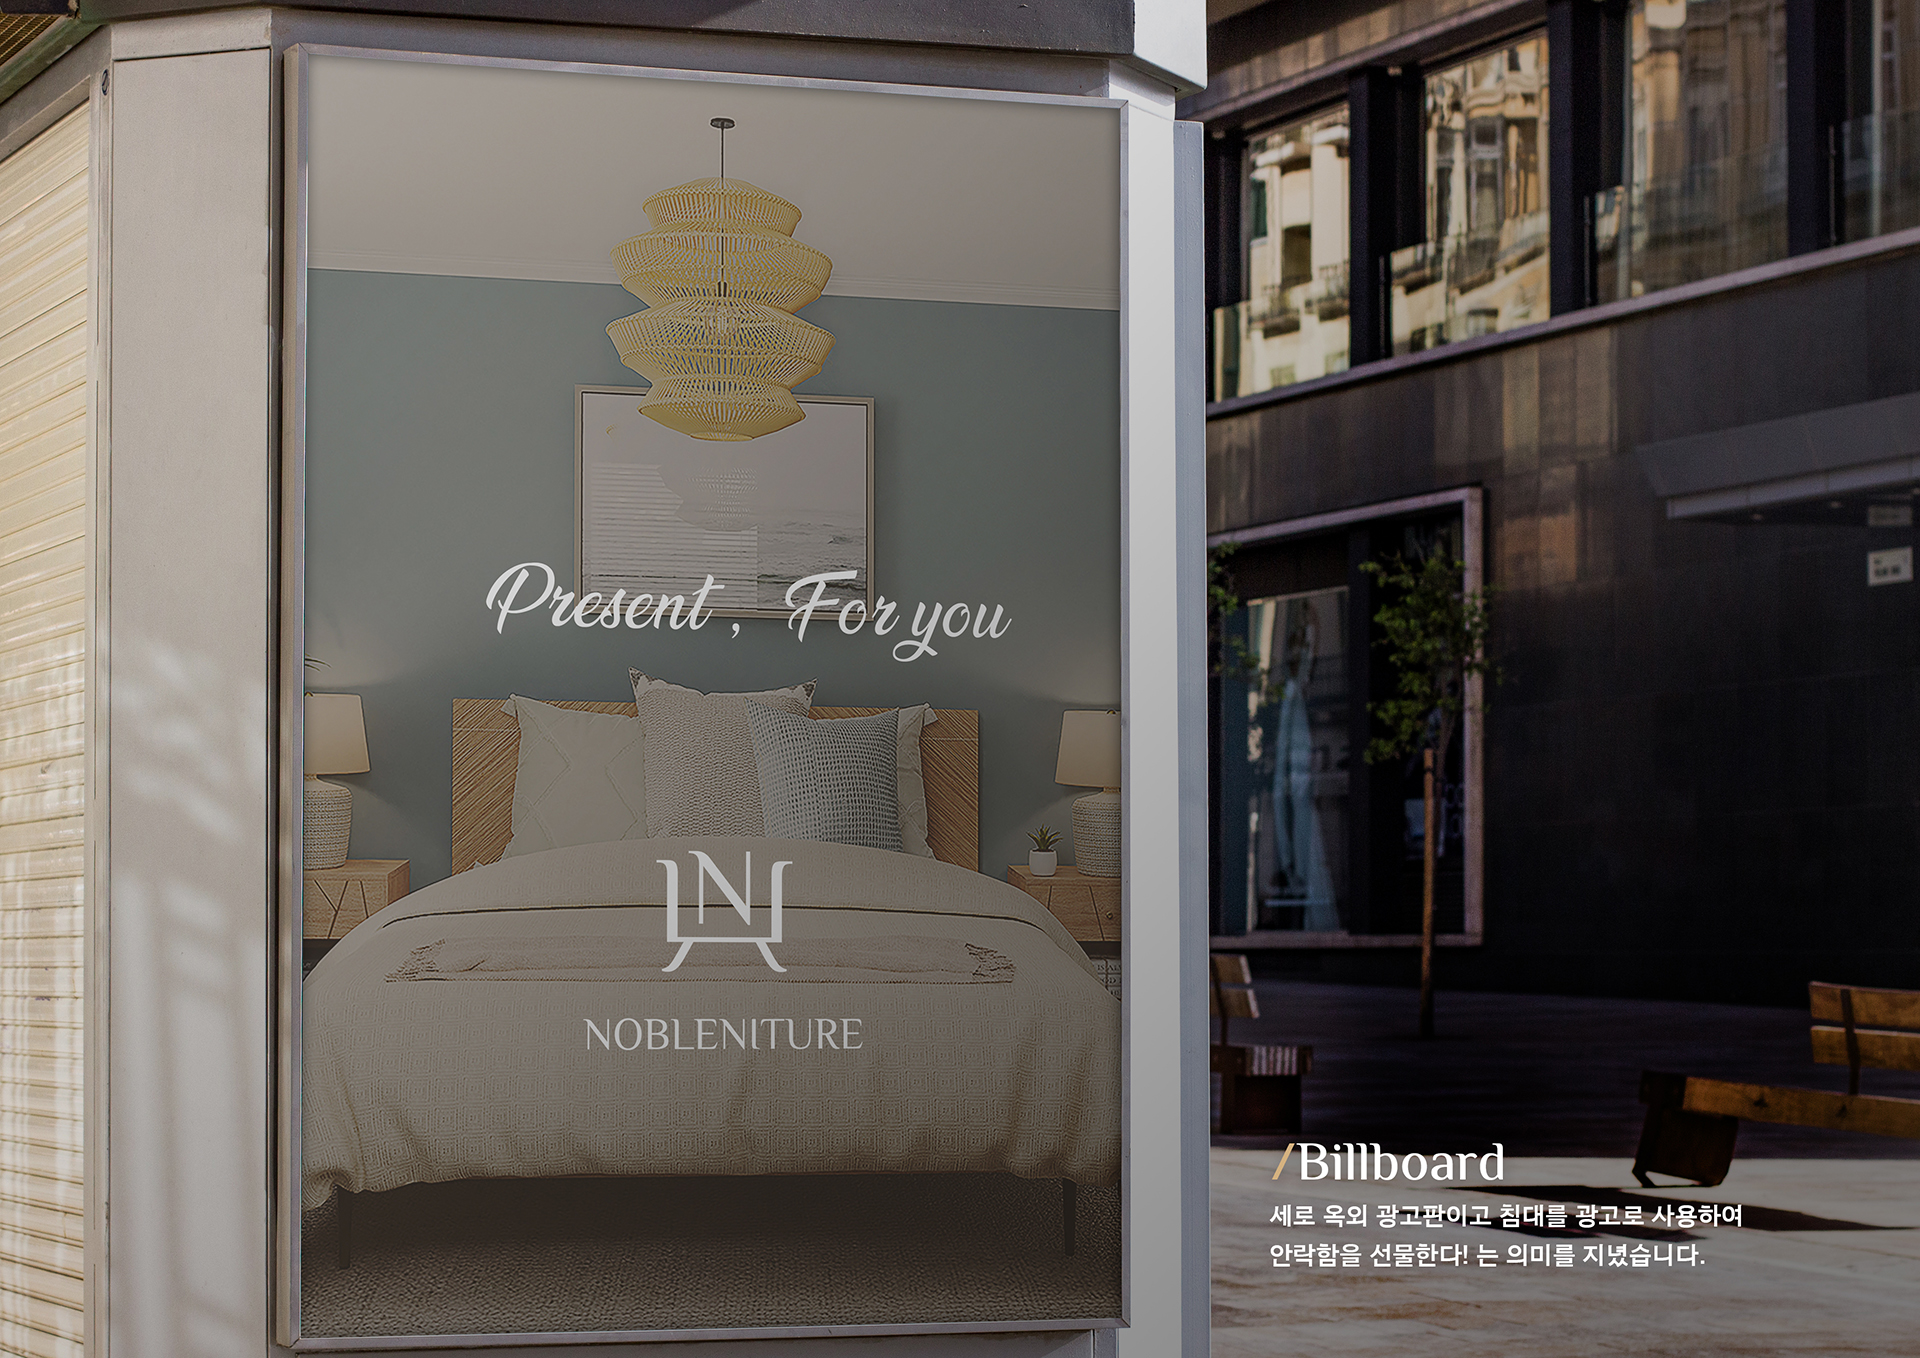 Present, For you
N
NOBLENITURE
/Billboard
세로 옥외 광고판이고 침대를 광고로 사용하여
안락함을 선물한다! 는 의미를 지녔습니다.